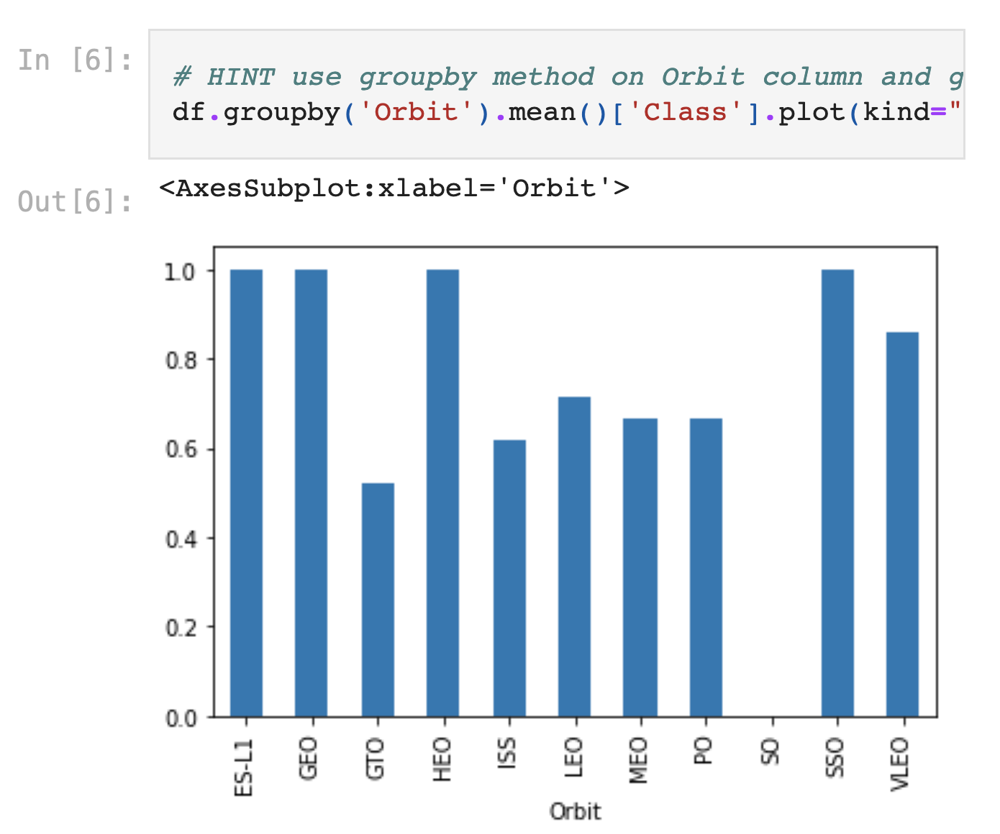 In [6]:
# HINT use groupby method on Orbit column and g
df.groupby('Orbit').mean()['Class'].plot(kind="
Out[6]:
<AxesSubplot:xlabel='Orbit'>
1.0
0.8
0.6
0.4
0.2
0.0
ES-L1
GEO
GTO
HEO
ISS
LEO
MEO
PO
SO
SSO
VLEO
Orbit